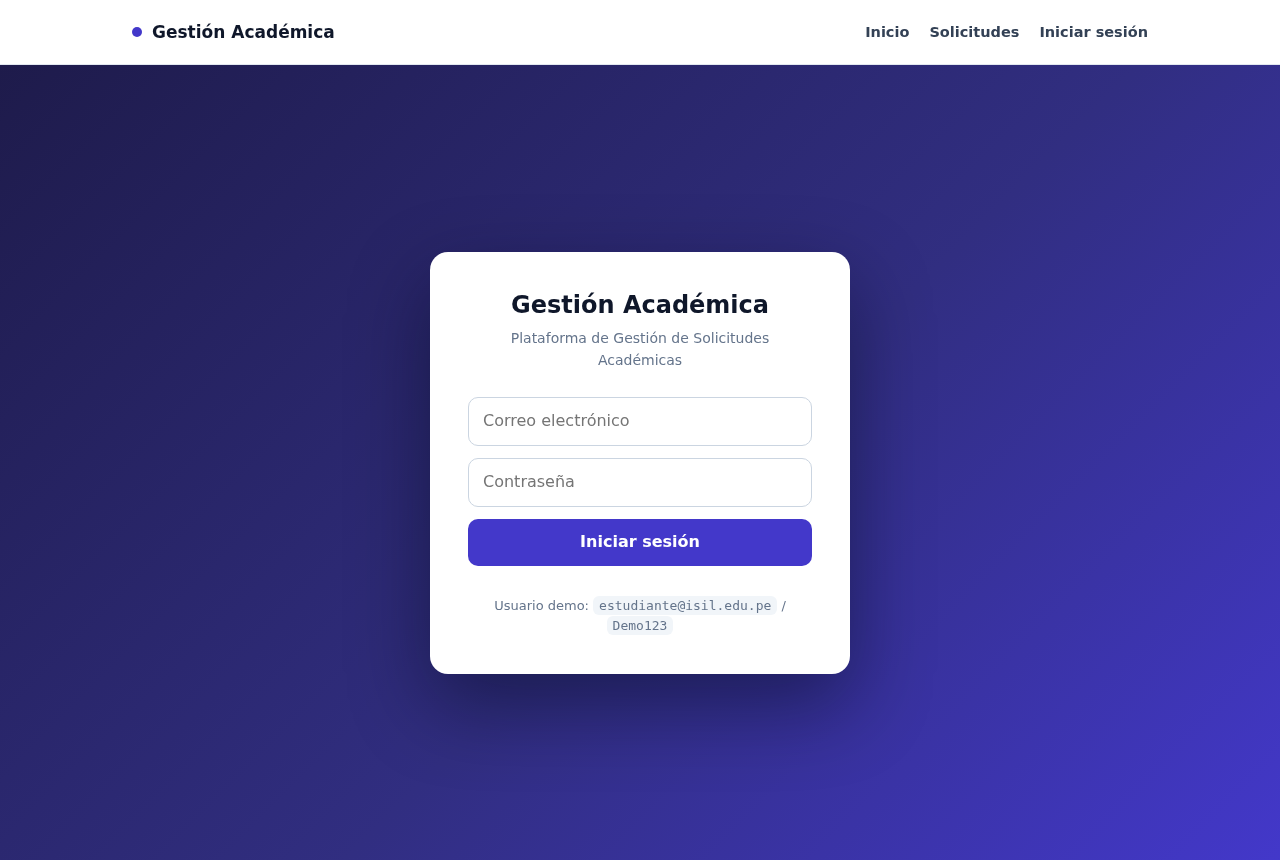 Gestión Académica
Inicio Solicitudes Iniciar sesión
Gestión Académica
Plataforma de Gestión de Solicitudes
Académicas
Correo electrónico
Contraseña
Iniciar sesión
Usuario demo: estudiante@isil.edu.pe /
Demo123